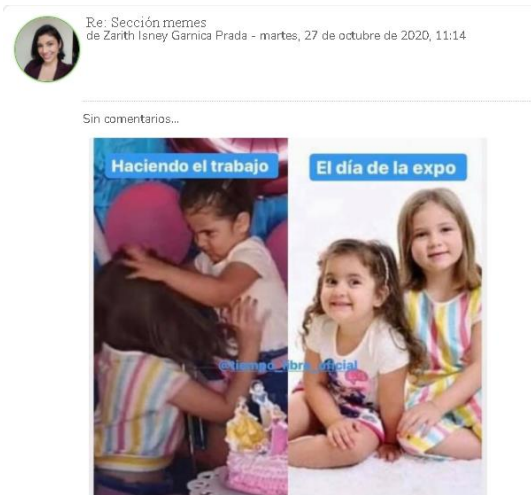 Re: Sección memes
de Zarith Isney Garnica Prada - martes, 27 de octubre de 2020, 11:14
Sin comentarios...
Haciendo el trabajo
El día de la expo
@tiempo_libre_oficial